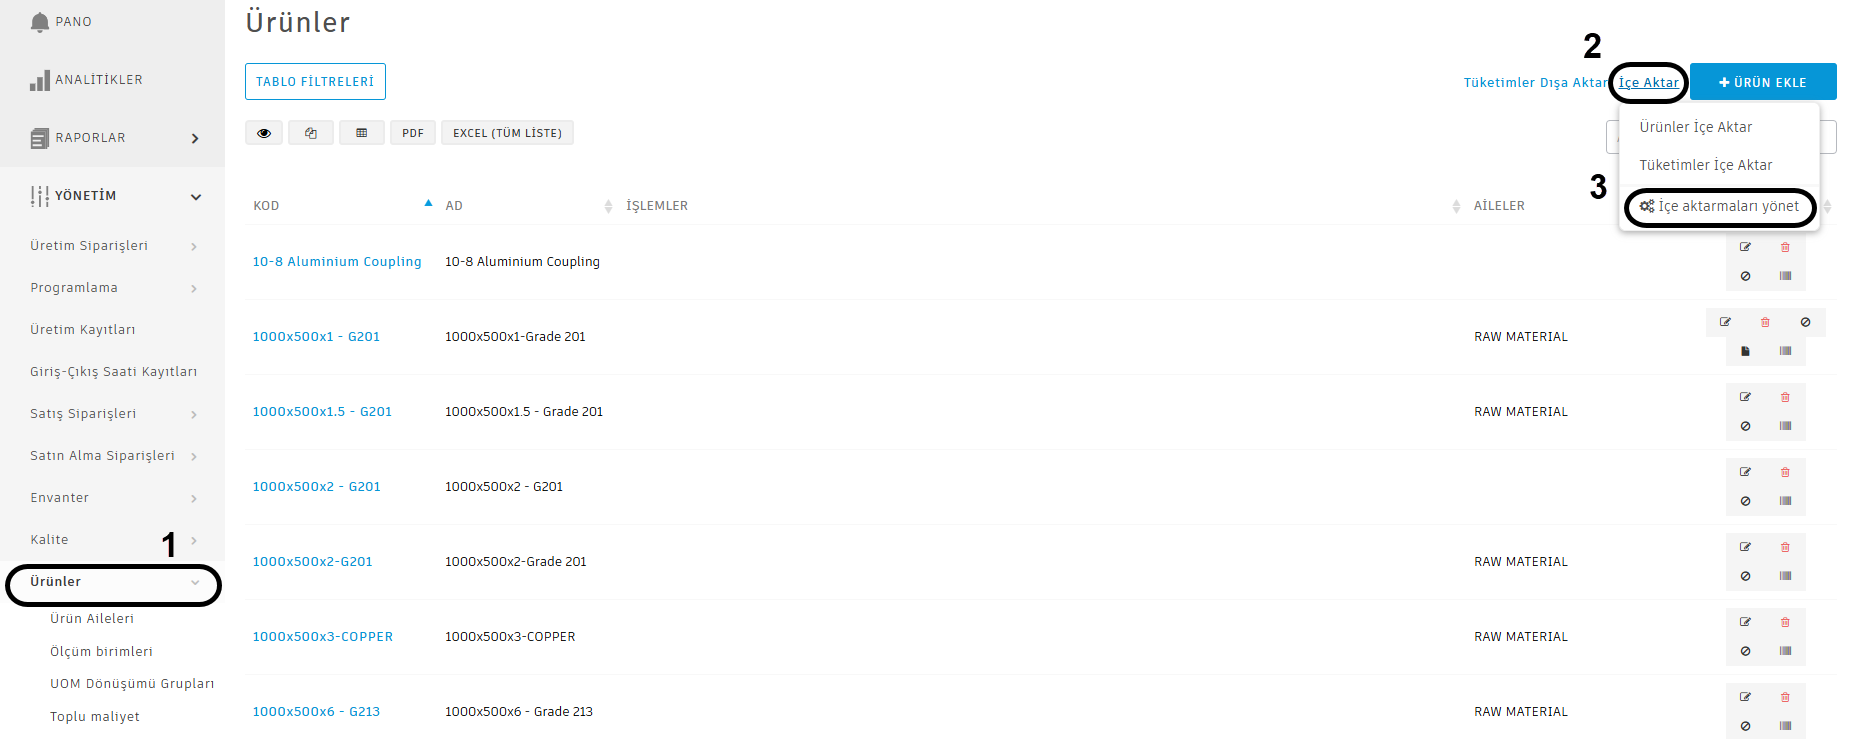 PANO
ANALİTİKLER
RAPORLAR
YÖNETİM
Üretim Siparişleri
Programlama
Üretim Kayıtları
Giriş-Çıkış Saati Kayıtları
Satış Siparişleri
Satın Alma Siparişleri
Envanter
Kalite
1
Ürünler
Ürün Aileleri
Ölçüm birimleri
UOM Dönüşümü Grupları
Toplu maliyet
Ürünler
2
TABLO FİLTRELERİ
Tüketimler Dışa Aktar İçe Aktar + ÜRÜN EKLE
PDF EXCEL (TÜM LİSTE)
Ürünler İçe Aktar
Tüketimler İçe Aktar
3
İçe aktarmaları yönet
KOD AD İŞLEMLER AİLELER
10-8 Aluminium Coupling 10-8 Aluminium Coupling
1000x500x1 - G201 1000x500x1-Grade 201 RAW MATERIAL
1000x500x1.5 - G201 1000x500x1.5 - Grade 201 RAW MATERIAL
1000x500x2 - G201 1000x500x2 - G201
1000x500x2-G201 1000x500x2-Grade 201 RAW MATERIAL
1000x500x3-COPPER 1000x500x3-COPPER RAW MATERIAL
1000x500x6 - G213 1000x500x6 - Grade 213 RAW MATERIAL